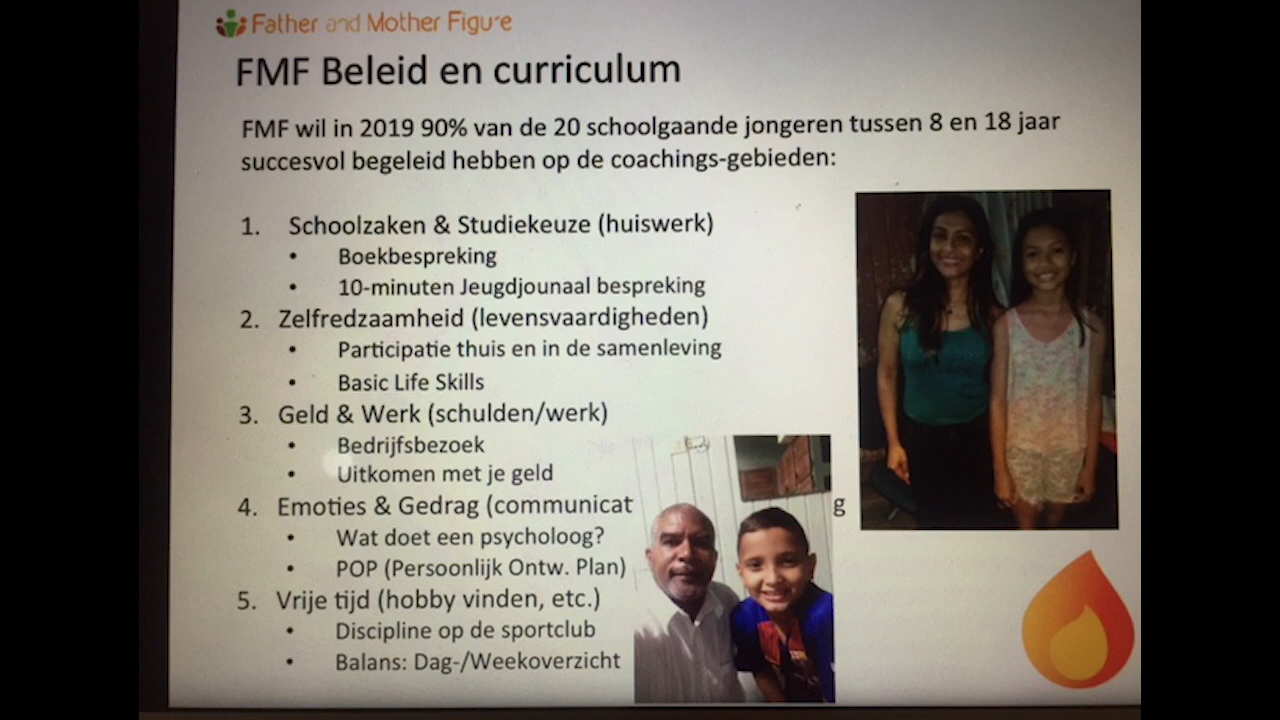 Father and Mother Figure
FMF Beleid en curriculum
FMF wil in 2019 90% van de 20 schoolgaande jongeren tussen 8 en 18 jaar
succesvol begeleid hebben op de coachings-gebieden:
1. Schoolzaken & Studiekeuze (huiswerk)
• Boekbespreking
• 10-minuten Jeugdjounaal bespreking
2. Zelfredzaamheid (levensvaardigheden)
• Participatie thuis en in de samenleving
• Basic Life Skills
3. Geld & Werk (schulden/werk)
• Bedrijfsbezoek
• Uitkomen met je geld
4. Emoties & Gedrag (communicat g
• Wat doet een psycholoog?
• POP (Persoonlijk Ontw. Plan)
5. Vrije tijd (hobby vinden, etc.)
• Discipline op de sportclub
• Balans: Dag-/Weekoverzicht